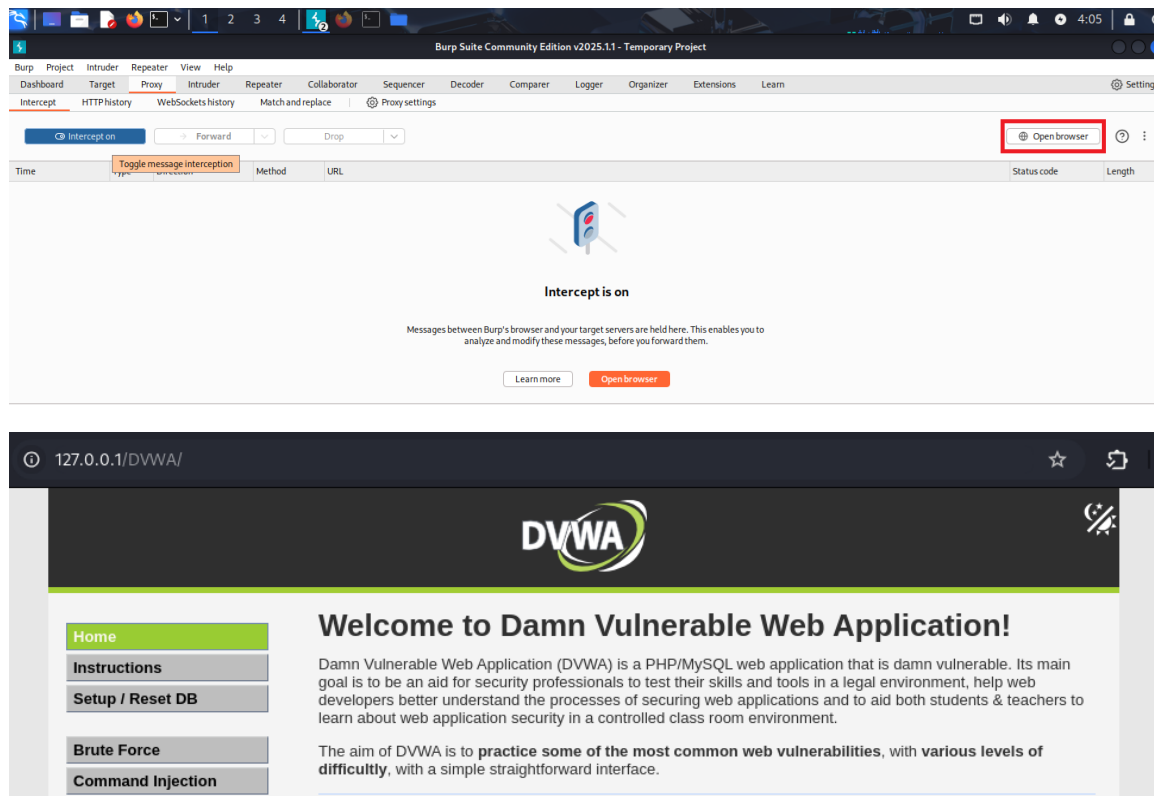 1 2 3 4 2 4:05
Burp Suite Community Edition v2025.1.1 - Temporary Project
Burp Project Intruder Repeater View Help
Dashboard Target Proxy Intruder Repeater Collaborator Sequencer Decoder Comparer Logger Organizer Extensions Learn Setting
Intercept HTTP history WebSockets history Match and replace Proxy settings
Intercept on Forward Drop Open browser
Toggle message interception
Time Method URL Status code Length
Intercept is on
Messages between Burp's browser and your target servers are held here. This enables you to
analyze and modify these messages, before you forward them.
Learn more Open browser
127.0.0.1/DVWA/
DVWA
Home
Instructions
Setup / Reset DB
Brute Force
Command Injection
Welcome to Damn Vulnerable Web Application!
Damn Vulnerable Web Application (DVWA) is a PHP/MySQL web application that is damn vulnerable. Its main
goal is to be an aid for security professionals to test their skills and tools in a legal environment, help web
developers better understand the processes of securing web applications and to aid both students & teachers to
learn about web application security in a controlled class room environment.
The aim of DVWA is to practice some of the most common web vulnerabilities, with various levels of
difficultly, with a simple straightforward interface.